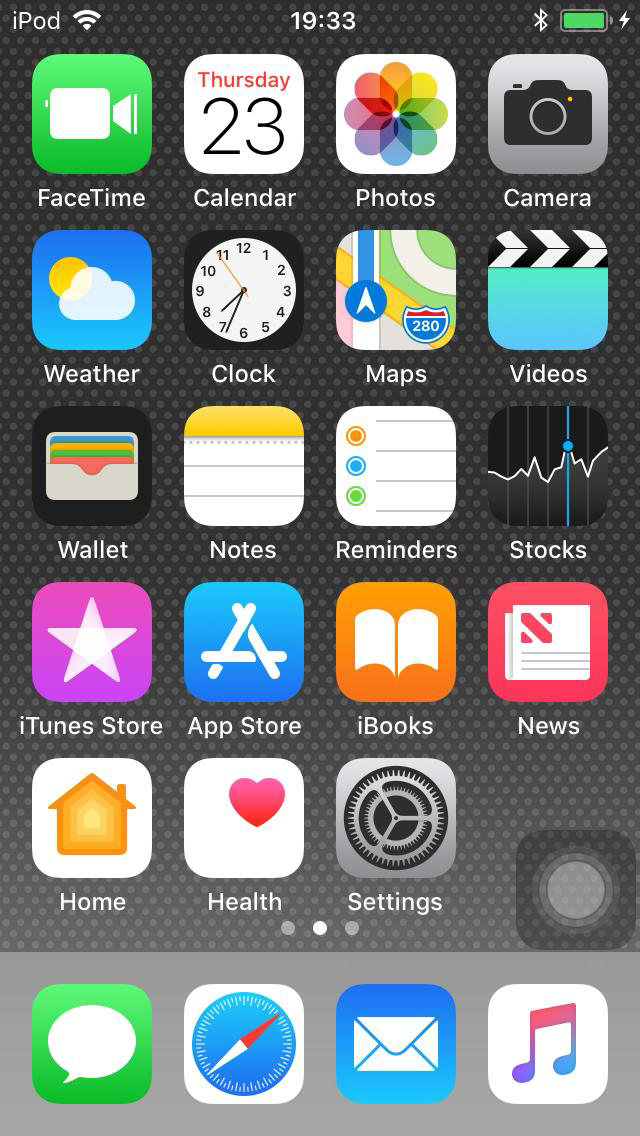 iPod 19:33
Thursday
23
FaceTime Calendar Photos Camera
12
11 1
10 2
9 3
8 4
7 5
6
280
Weather Clock Maps Videos
Wallet Notes Reminders Stocks
iTunes Store App Store iBooks News
Home Health Settings